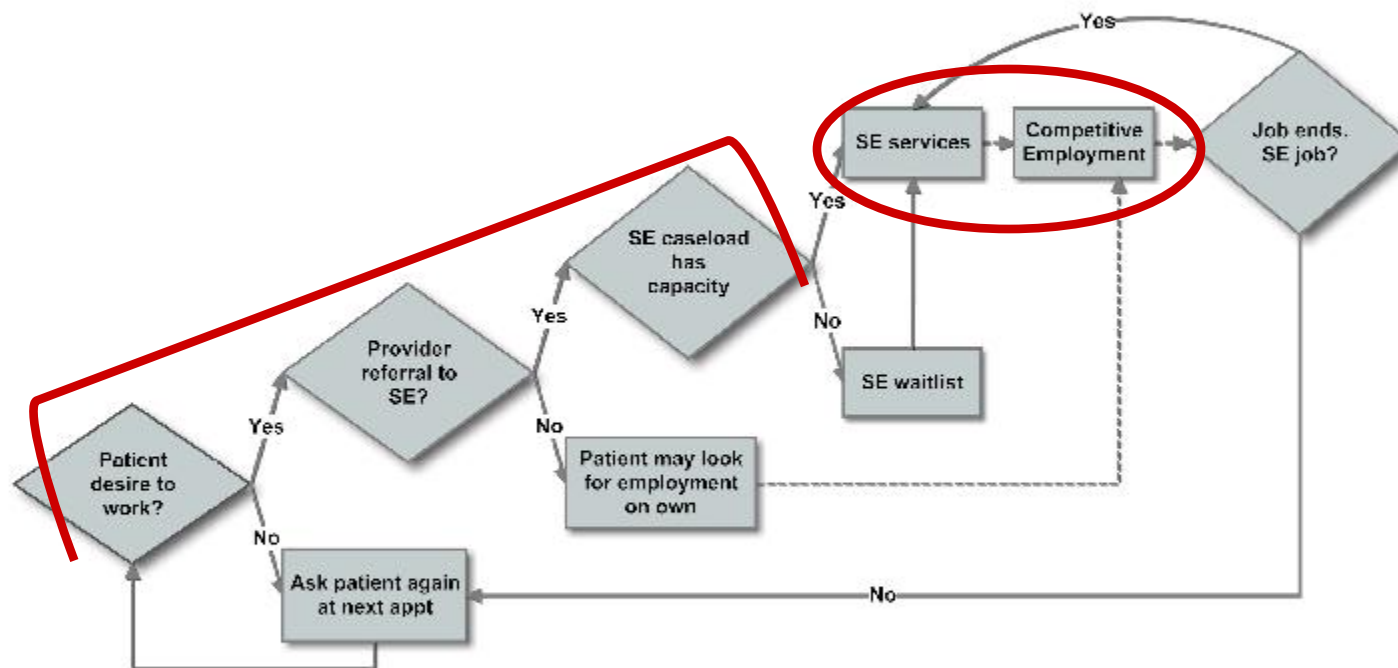 Yes
SE services
Competitive
Employment
Job ends.
SE job?
Yes
SE caseload
has
capacity
No
SE waitlist
Yes
Provider
referral to
SE?
No
Patient may look
for employment
on own
Yes
Patient
desire to
work?
No
Ask patient again
at next appt
No